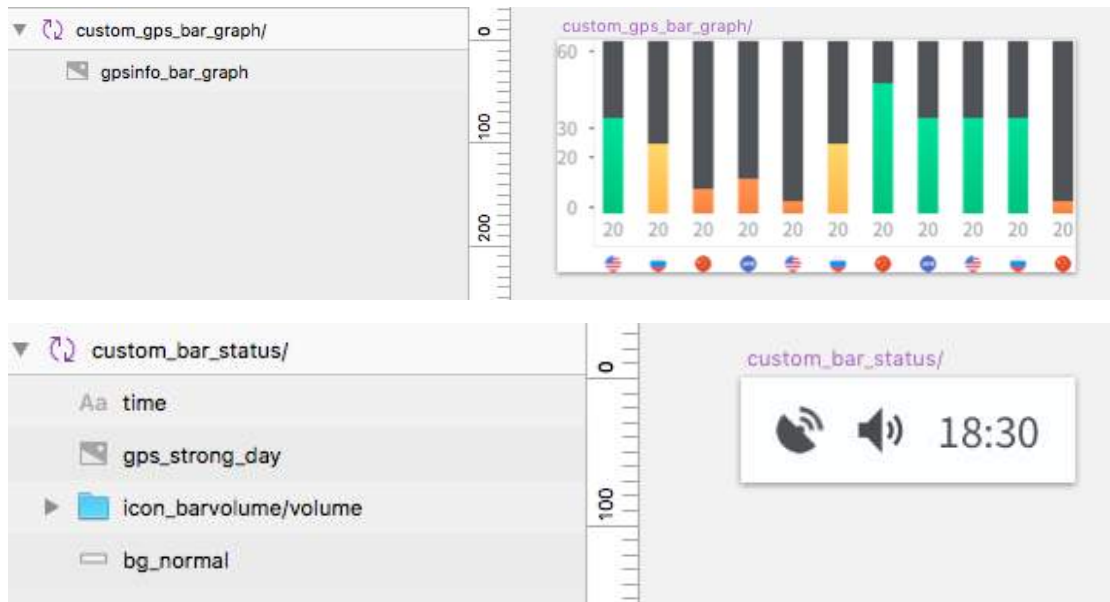 custom_gps_bar_graph/
gpsinfo_bar_graph
0
100
200
custom_gps_bar_graph/
60
30
20
0
20 20 20 20 20 20 20 20 20 20 20
custom_bar_status/
Aa time
gps_strong_day
icon_barvolume/volume
bg_normal
0
100
custom_bar_status/
18:30